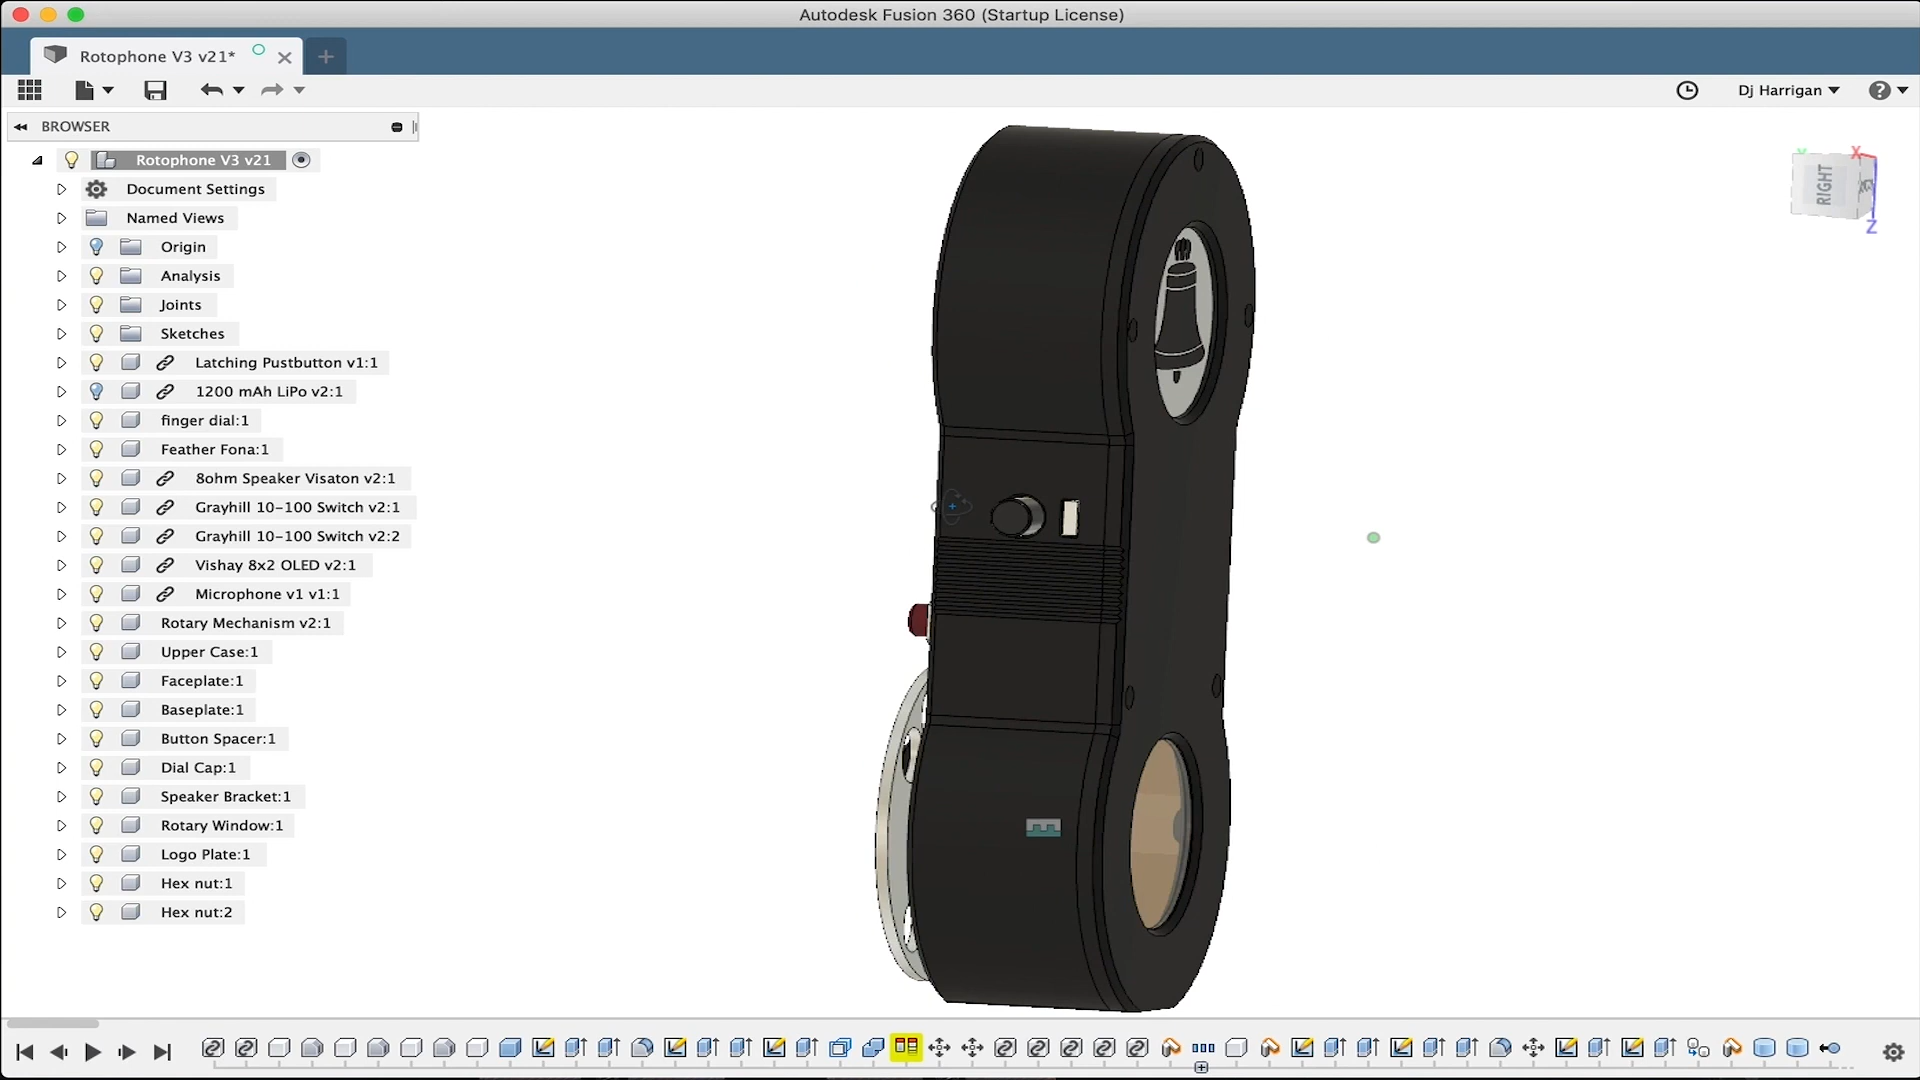 Autodesk Fusion 360 (Startup License)
Rotophone V3 v21*
Dj Harrigan
BROWSER
Rotophone V3 v21
Document Settings
Named Views
Origin
Analysis
Joints
Sketches
Latching Pustbutton v1:1
1200 mAh LiPo v2:1
finger dial:1
Feather Fona:1
8ohm Speaker Visaton v2:1
Grayhill 10-100 Switch v2:1
Grayhill 10-100 Switch v2:2
Vishay 8x2 OLED v2:1
Microphone v1 v1:1
Rotary Mechanism v2:1
Upper Case:1
Faceplate:1
Baseplate:1
Button Spacer:1
Dial Cap:1
Speaker Bracket:1
Rotary Window:1
Logo Plate:1
Hex nut:1
Hex nut:2
Y
X
RIGHT
Z